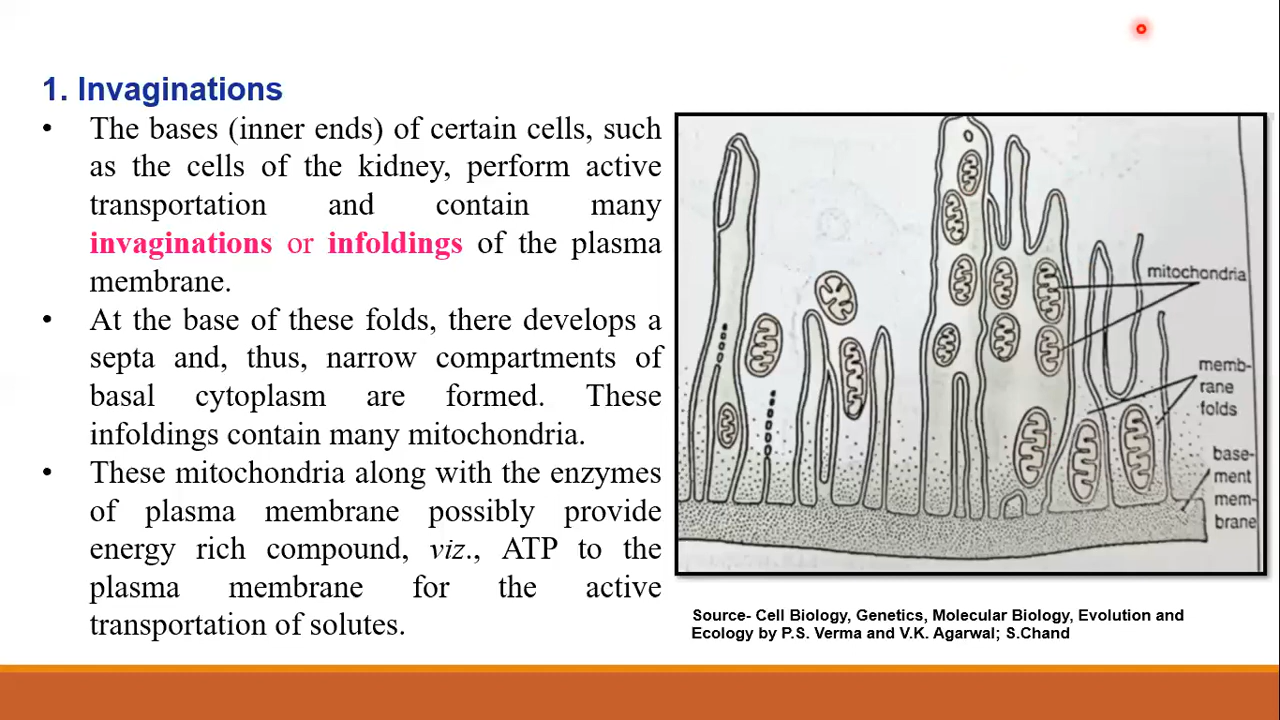 1. Invaginations
• The bases (inner ends) of certain cells, such
as the cells of the kidney, perform active
transportation and contain many
invaginations or infoldings of the plasma
membrane.
• At the base of these folds, there develops a
septa and, thus, narrow compartments of
basal cytoplasm are formed. These
infoldings contain many mitochondria.
• These mitochondria along with the enzymes
of plasma membrane possibly provide
energy rich compound, viz., ATP to the
plasma membrane for the active
transportation of solutes.
mitochondria
memb-
rane
folds
base-
ment
mem-
brane
Source- Cell Biology, Genetics, Molecular Biology, Evolution and
Ecology by P.S. Verma and V.K. Agarwal; S.Chand